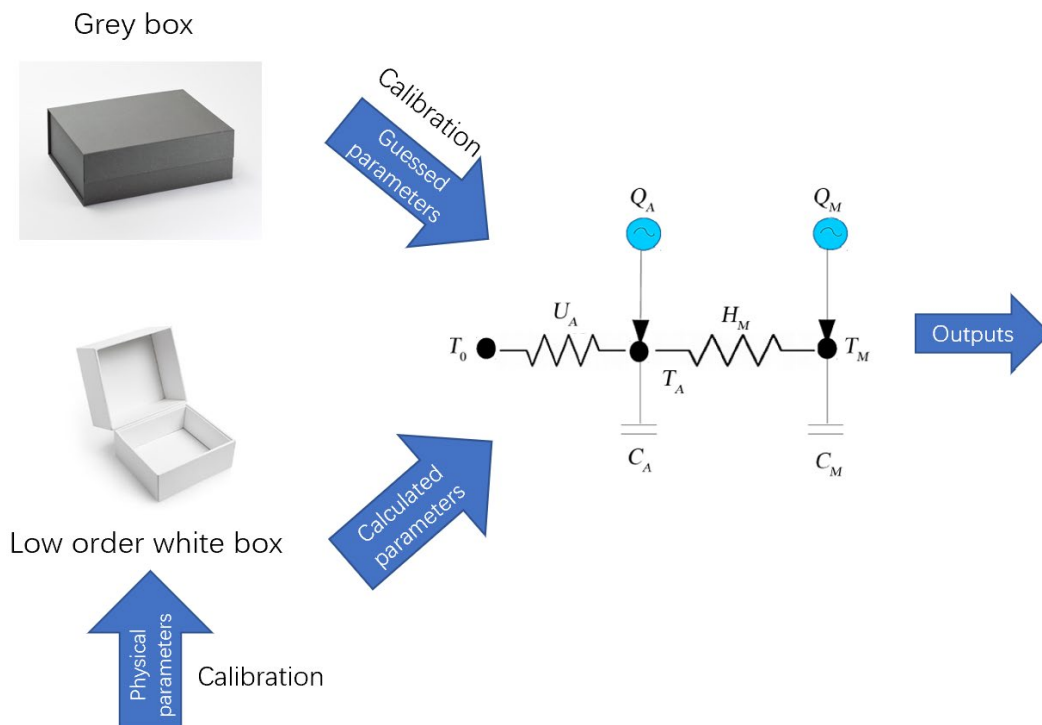 Grey box
Calibration
Guessed
parameters
Q_A
Q_M
U_A
H_M
T_0
T_A
T_M
C_A
C_M
Outputs
Calculated
parameters
Low order white box
Physical
parameters
Calibration